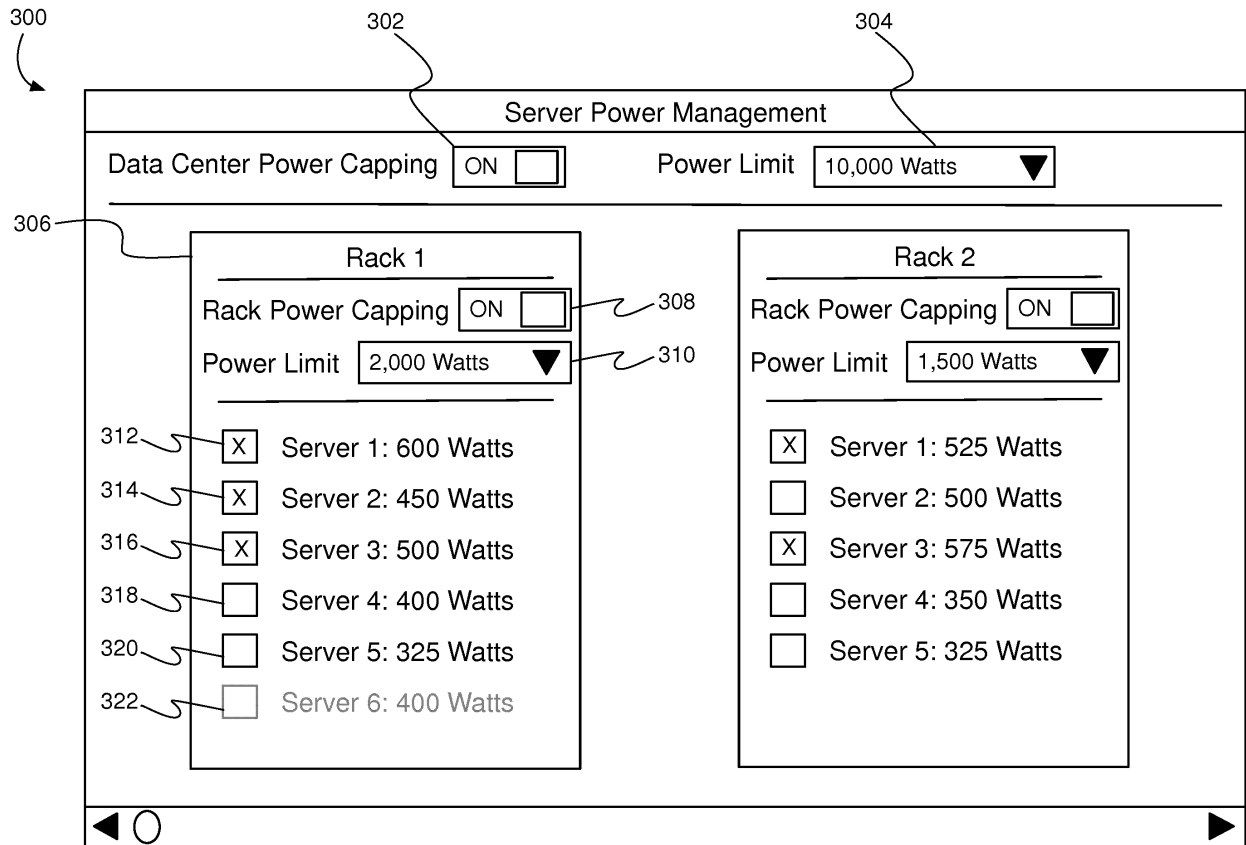 300
302
304
Server Power Management
Data Center Power Capping ON Power Limit 10,000 Watts
306
Rack 1
Rack Power Capping ON
308
Power Limit 2,000 Watts
310
312 X Server 1: 600 Watts
314 X Server 2: 450 Watts
316 X Server 3: 500 Watts
318 Server 4: 400 Watts
320 Server 5: 325 Watts
322 Server 6: 400 Watts
Rack 2
Rack Power Capping ON
Power Limit 1,500 Watts
X Server 1: 525 Watts
Server 2: 500 Watts
X Server 3: 575 Watts
Server 4: 350 Watts
Server 5: 325 Watts